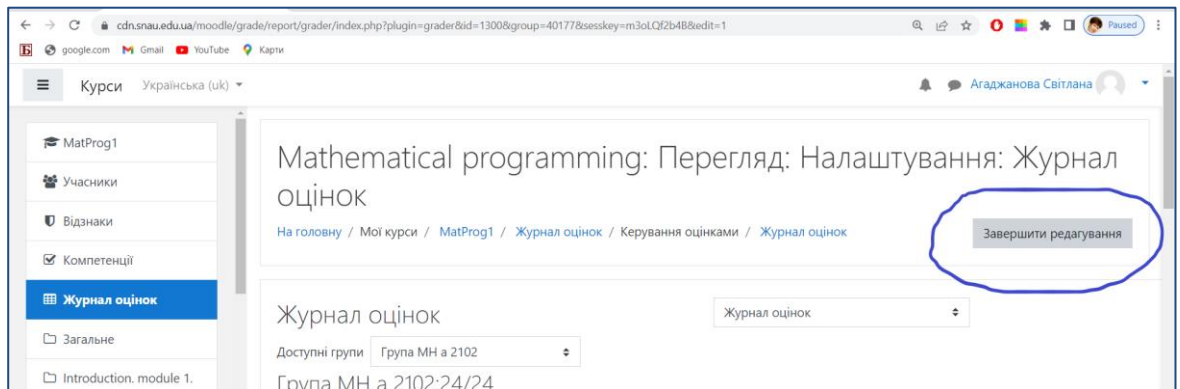 cdn.snau.edu.ua/moodle/grade/report/grader/index.php?plugin=grader&id=1300&group=40177&sesskey=m3oLQf2b4B&edit=1
Paused
Б google.com Gmail YouTube Карти
Курси Українська (uk) Агаджанова Світлана
MatProg1
Учасники
Відзнаки
Компетенції
Журнал оцінок
Загальне
Introduction. module 1.
Mathematical programming: Перегляд: Налаштування: Журнал
оцінок
На головну / Мої курси / MatProg1 / Журнал оцінок / Керування оцінками / Журнал оцінок
Завершити редагування
Журнал оцінок
Журнал оцінок
Доступні групи Група МН а 2102
Група МН а 2102:24/24